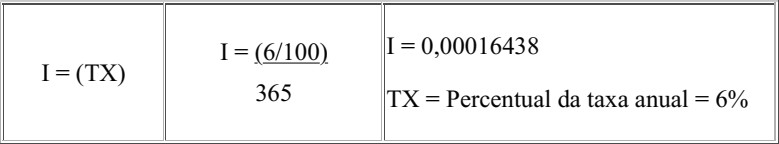 I = (TX)
I = (6/100)
365
I = 0,00016438
TX = Percentual da taxa anual = 6%